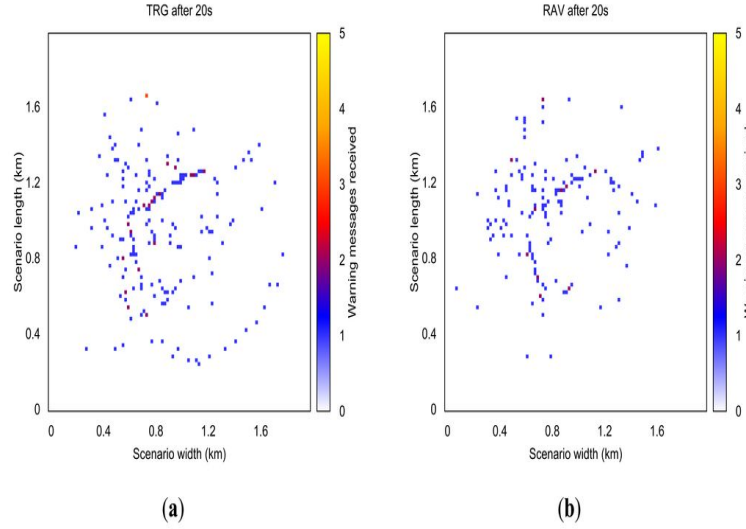 TRG after 20s
1.6
1.2
0.8
0.4
0
0 0.4 0.8 1.2 1.6
Scenario length (km)
Scenario width (km)
5
4
3
2
1
0
Warning messages received
(a)
RAV after 20s
1.6
1.2
0.8
0.4
0
0 0.4 0.8 1.2 1.6
Scenario length (km)
Scenario width (km)
5
4
3
2
1
0
(b)